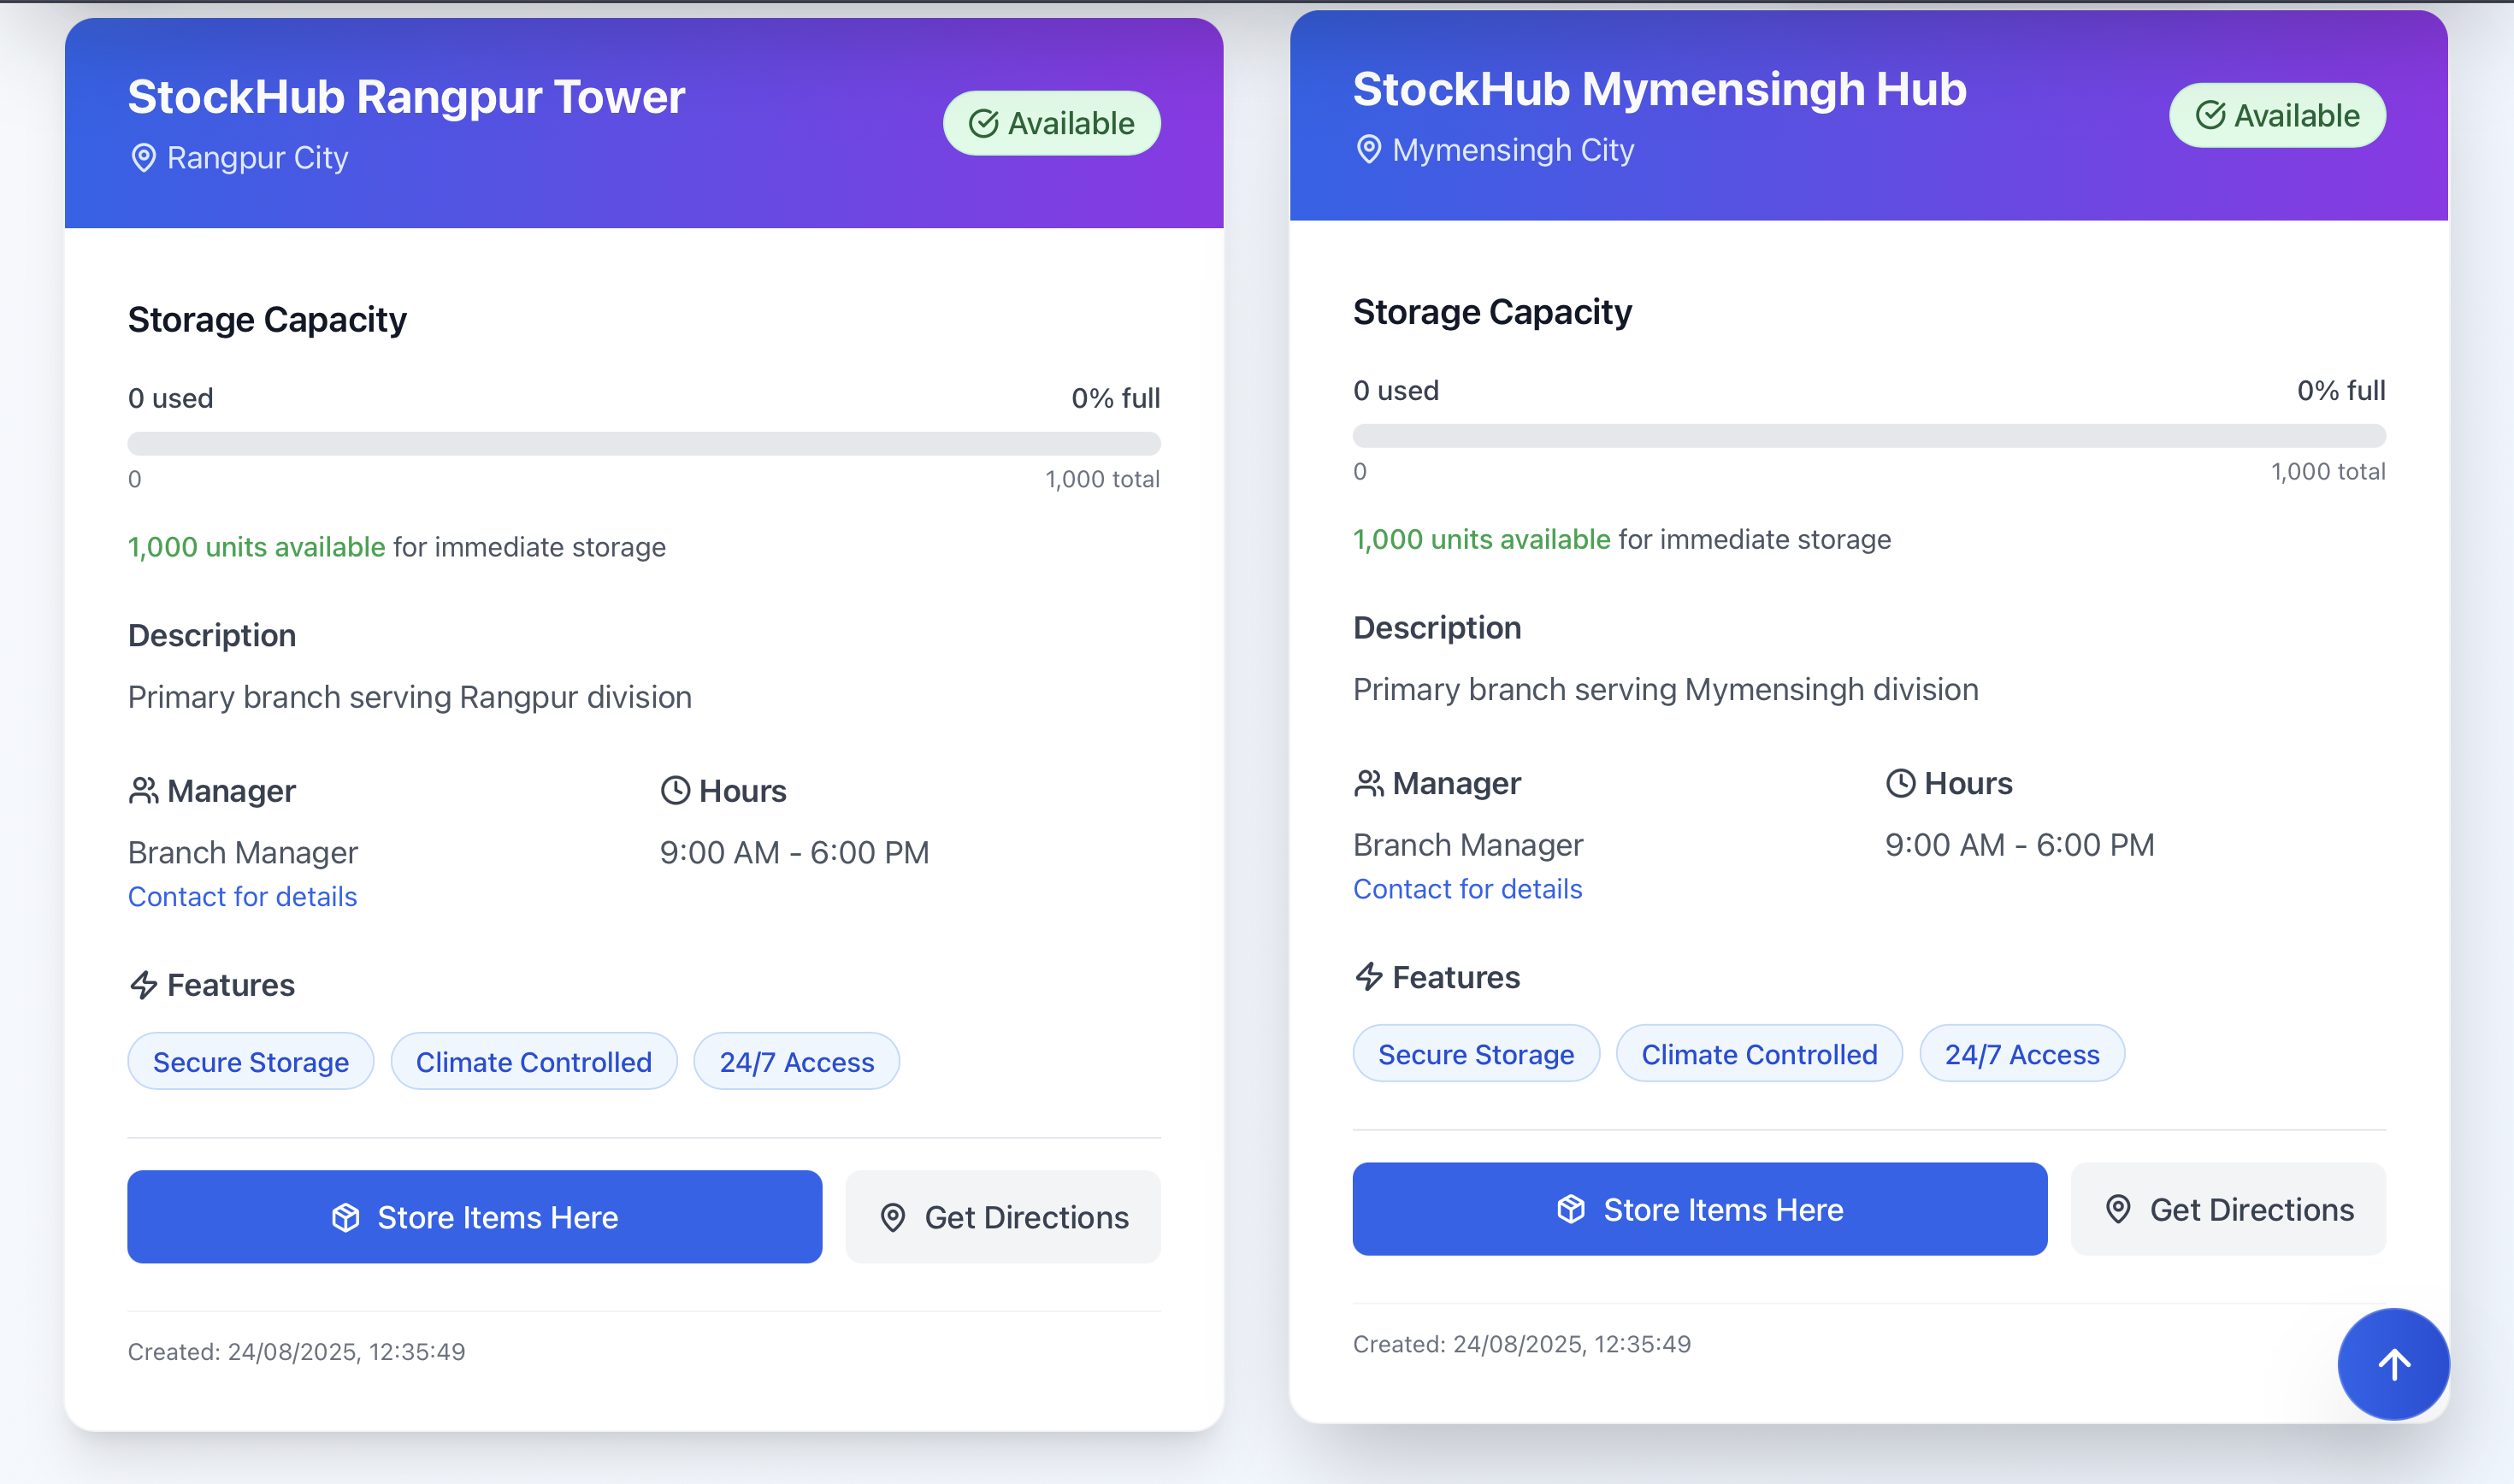 StockHub Rangpur Tower
Rangpur City
Available
Storage Capacity
0 used
0% full
0
1,000 total
1,000 units available for immediate storage
Description
Primary branch serving Rangpur division
Manager
Branch Manager
Contact for details
Hours
9:00 AM - 6:00 PM
Features
Secure Storage
Climate Controlled
24/7 Access
Store Items Here
Get Directions
Created: 24/08/2025, 12:35:49
StockHub Mymensingh Hub
Mymensingh City
Available
Storage Capacity
0 used
0% full
0
1,000 total
1,000 units available for immediate storage
Description
Primary branch serving Mymensingh division
Manager
Branch Manager
Contact for details
Hours
9:00 AM - 6:00 PM
Features
Secure Storage
Climate Controlled
24/7 Access
Store Items Here
Get Directions
Created: 24/08/2025, 12:35:49